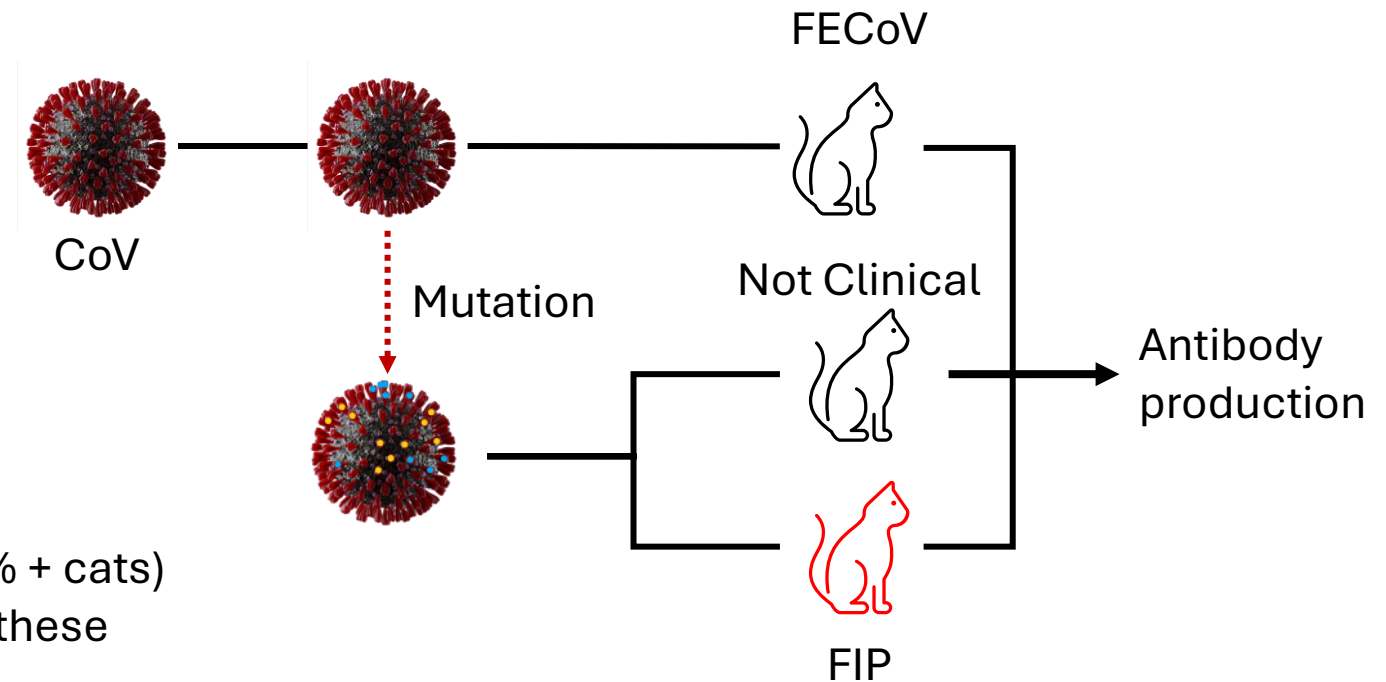 FECoV
CoV
Not Clinical
Mutation
Antibody
production
% + cats)
these
FIP